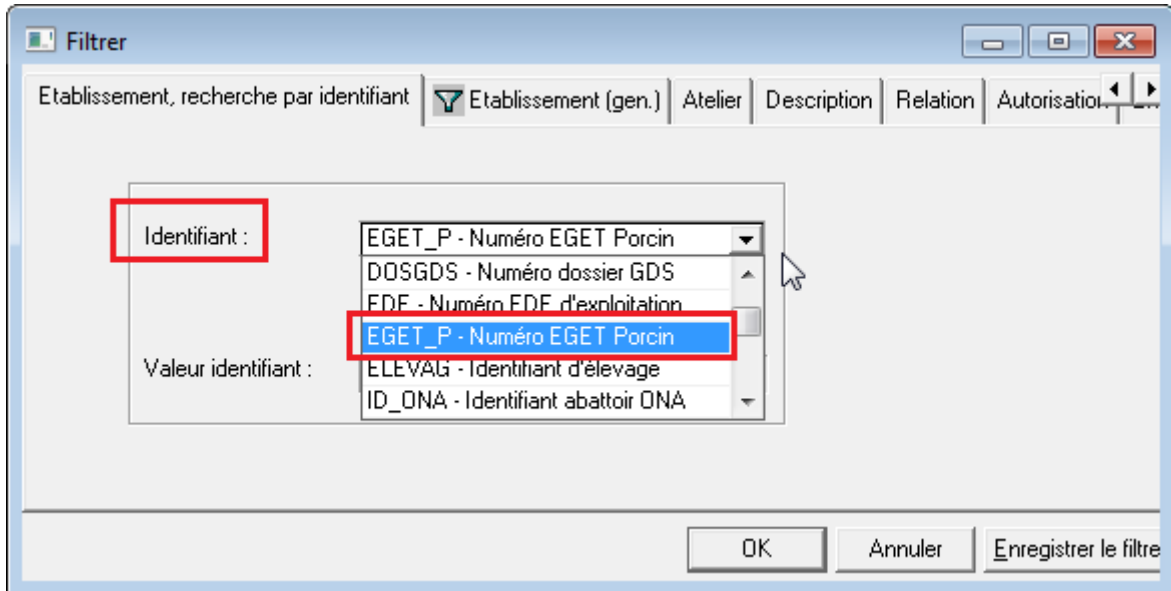 Filtrer
Etablissement, recherche par identifiant
Etablissement (gen.)
Atelier
Description
Relation
Autorisation
Identifiant :
EGET_P - Numéro EGET Porcin
DOSGDS - Numéro dossier GDS
EDE - Numéro EDE d'exploitation
EGET_P - Numéro EGET Porcin
Valeur identifiant :
ELEVAG - Identifiant d'élevage
ID_ONA - Identifiant abattoir ONA
OK
Annuler
Enregistrer le filtre